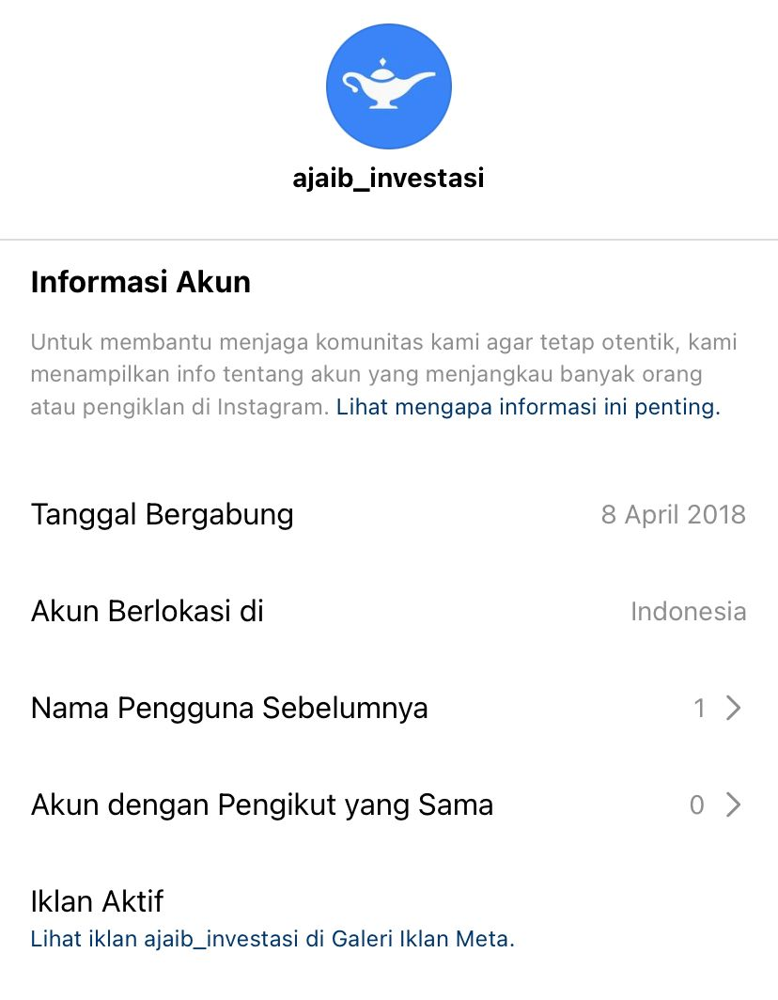 ajaib_investasi
Informasi Akun
Untuk membantu menjaga komunitas kami agar tetap otentik, kami
menampilkan info tentang akun yang menjangkau banyak orang
atau pengiklan di Instagram. Lihat mengapa informasi ini penting.
Tanggal Bergabung 8 April 2018
Akun Berlokasi di Indonesia
Nama Pengguna Sebelumnya 1
Akun dengan Pengikut yang Sama 0
Iklan Aktif
Lihat iklan ajaib_investasi di Galeri Iklan Meta.